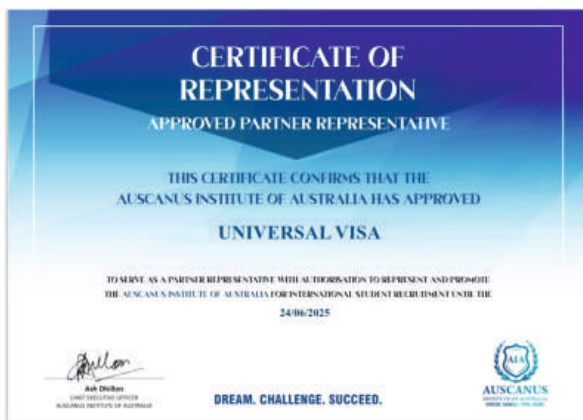 CERTIFICATE OF
REPRESENTATION
APPROVED PARTNER REPRESENTATIVE
THIS CERTIFICATE CONFIRMS THAT THE
AUSCANUS INSTITUTE OF AUSTRALIA HAS APPROVED
UNIVERSAL VISA
TO SERVE AS A PARTNER REPRESENTATIVE WITH AUTHORISATION TO REPRESENT AND PROMOTE
THE AUSCANUS INSTITUTE OF AUSTRALIA FOR INTERNATIONAL STUDENT RECRUITMENT UNTIL THE
24/06/2025
Ash Dhillon
CHIEF EXECUTIVE OFFICER
AUSCANUS INSTITUTE OF AUSTRALIA
DREAM. CHALLENGE. SUCCEED.
AIA
AUSCANUS
INSTITUTE OF AUSTRALIA